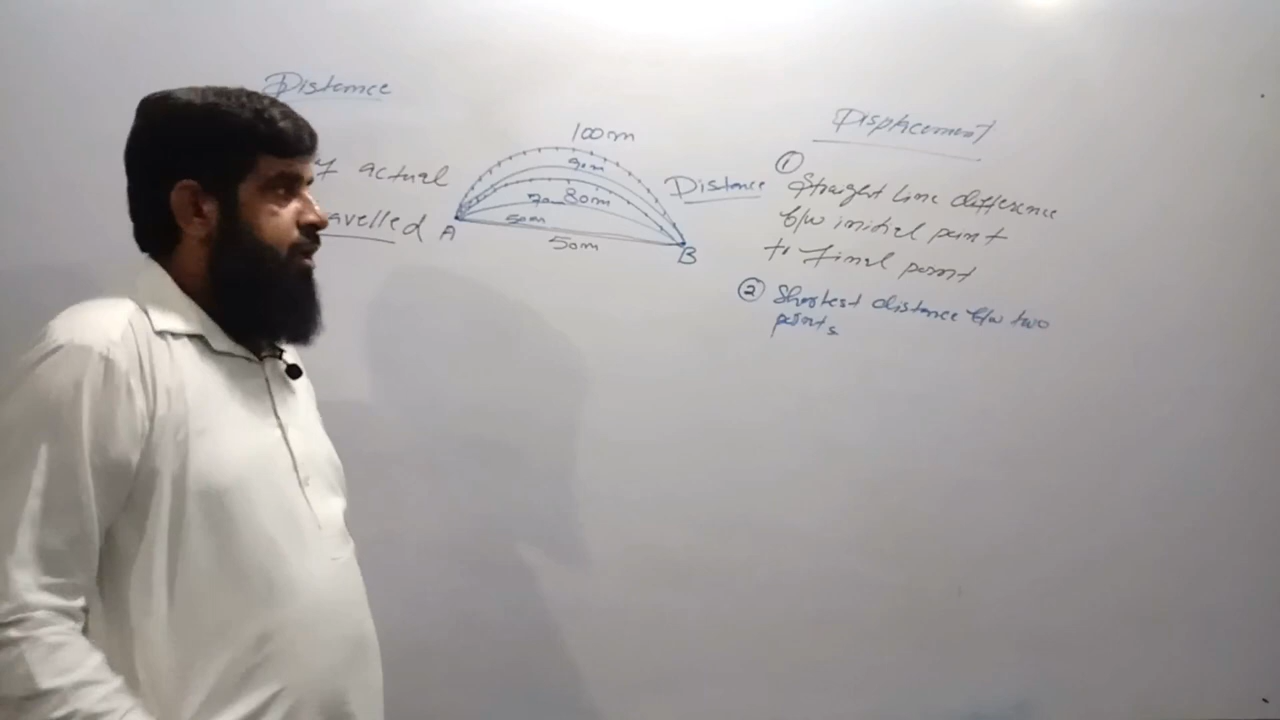 Distance
actual
avelled
100m
90m
80m
50m
50m
A
B
Distance
Displacement
① Straight line difference
b/w initial point
to final point
② Shortest distance b/w two
points